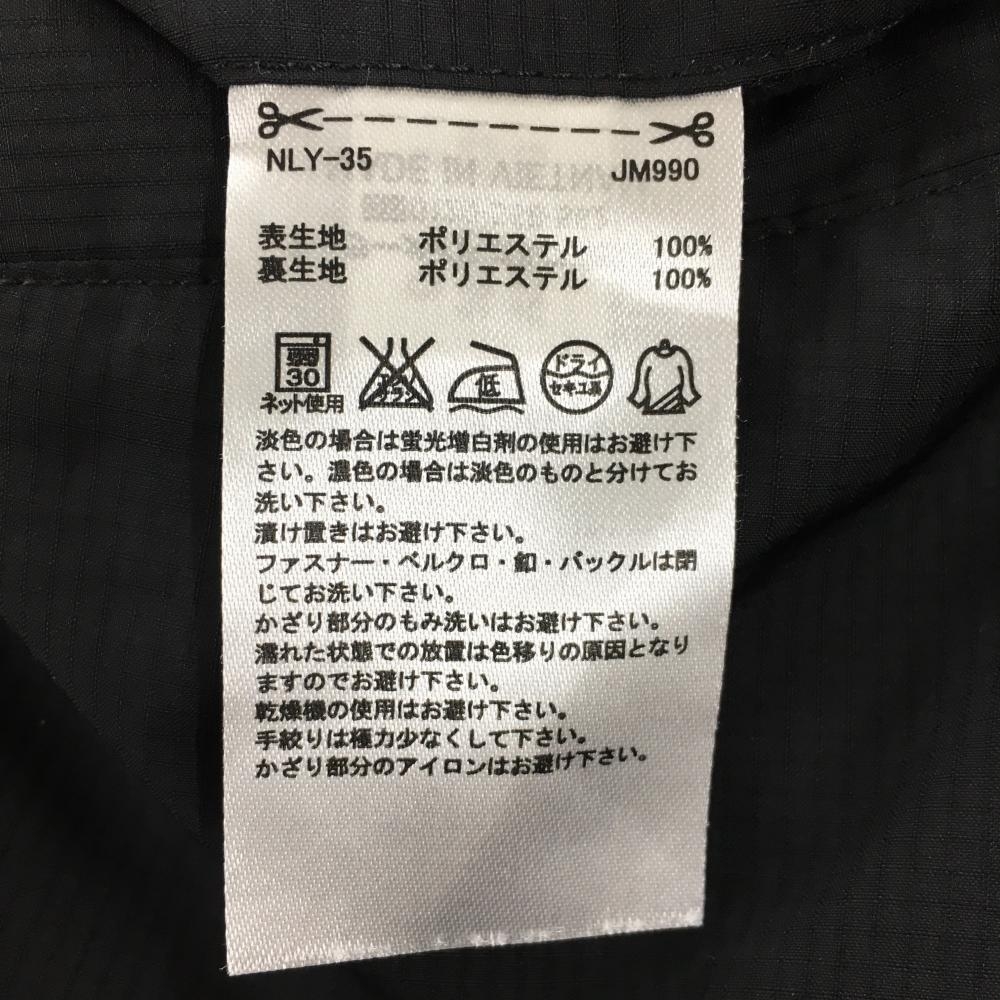 NLY-35 JM990
表生地 ポリエステル 100%
裏生地 ポリエステル 100%
弱 エンソ 低 ドライ
30 サラシ セキユ系
ネット使用
淡色の場合は蛍光増白剤の使用はお避け下
さい。濃色の場合は淡色のものと分けてお
洗い下さい。
漬け置きはお避け下さい。
ファスナー・ベルクロ・釦・バックルは閉
じてお洗い下さい。
かざり部分のもみ洗いはお避け下さい。
濡れた状態での放置は色移りの原因となり
ますのでお避け下さい。
乾燥機の使用はお避け下さい。
手絞りは極力少なくして下さい。
かざり部分のアイロンはお避け下さい。